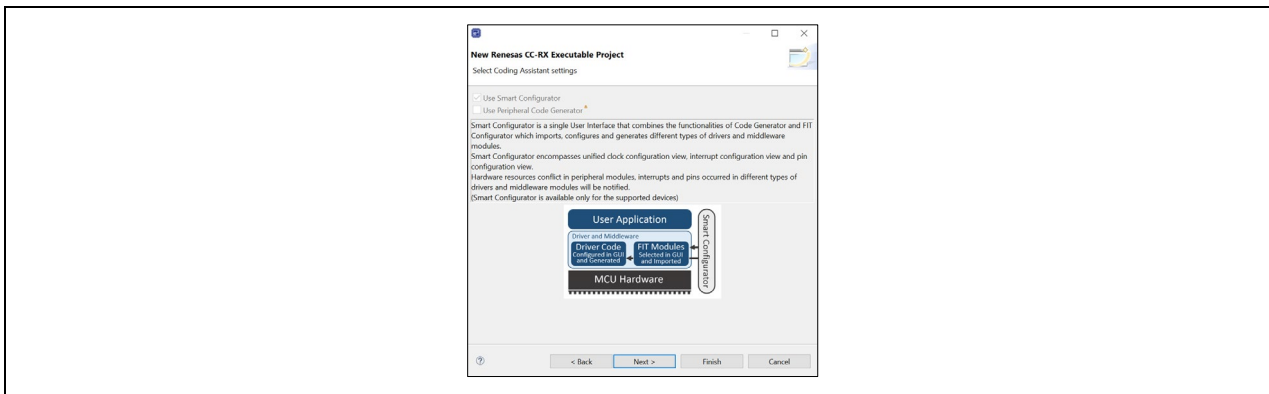 New Renesas CC-RX Executable Project
Select Coding Assistant settings
Use Smart Configurator
Use Peripheral Code Generator *
Smart Configurator is a single User Interface that combines the functionalities of Code Generator and FIT
Configurator which imports, configures and generates different types of drivers and middleware
modules.
Smart Configurator encompasses unified clock configuration view, interrupt configuration view and pin
configuration view.
Hardware resources conflict in peripheral modules, interrupts and pins occurred in different types of
drivers and middleware modules will be notified.
(Smart Configurator is available only for the supported devices)
User Application
Driver and Middleware
Driver Code
Configured in GUI
and Generated
FIT Modules
Selected in GUI
and Imported
MCU Hardware
Smart Configurator
?
< Back
Next >
Finish
Cancel